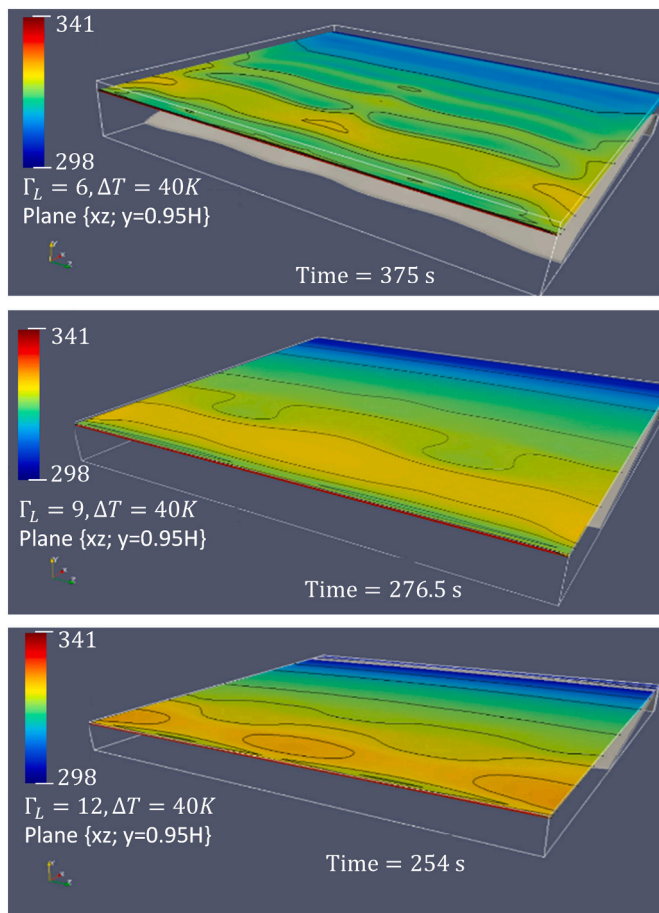 341
298
Γ_L = 6, ΔT = 40K
Plane {xz; y=0.95H}
Time = 375 s
341
298
Γ_L = 9, ΔT = 40K
Plane {xz; y=0.95H}
Time = 276.5 s
341
298
Γ_L = 12, ΔT = 40K
Plane {xz; y=0.95H}
Time = 254 s